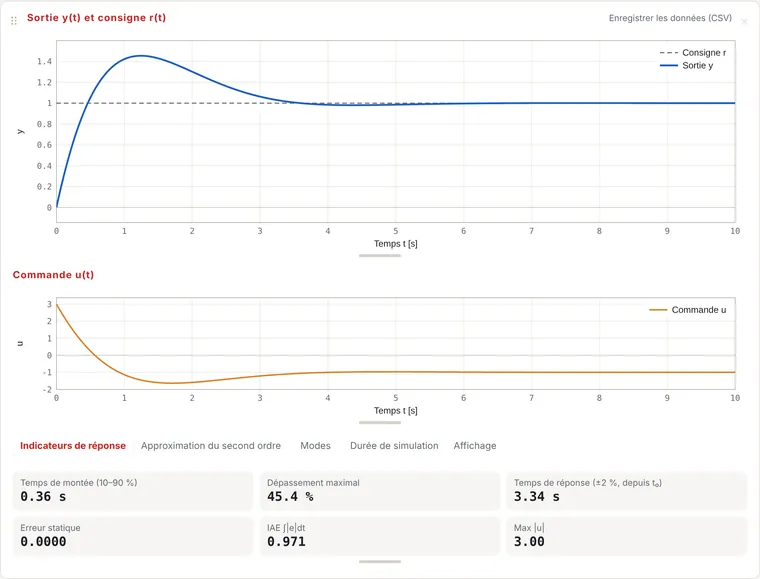 Sortie y(t) et consigne r(t)
Enregistrer les données (CSV)
×
Consigne r
Sortie y
1.4
1.2
1
0.8
0.6
0.4
0.2
0
y
0 1 2 3 4 5 6 7 8 9 10
Temps t [s]
Commande u(t)
Commande u
3
2
1
0
-1
-2
u
0 1 2 3 4 5 6 7 8 9 10
Temps t [s]
Indicateurs de réponse Approximation du second ordre Modes Durée de simulation Affichage
Temps de montée (10–90 %)
0.36 s
Dépassement maximal
45.4 %
Temps de réponse (±2 %, depuis t₀)
3.34 s
Erreur statique
0.0000
IAE ∫|e|dt
0.971
Max |u|
3.00